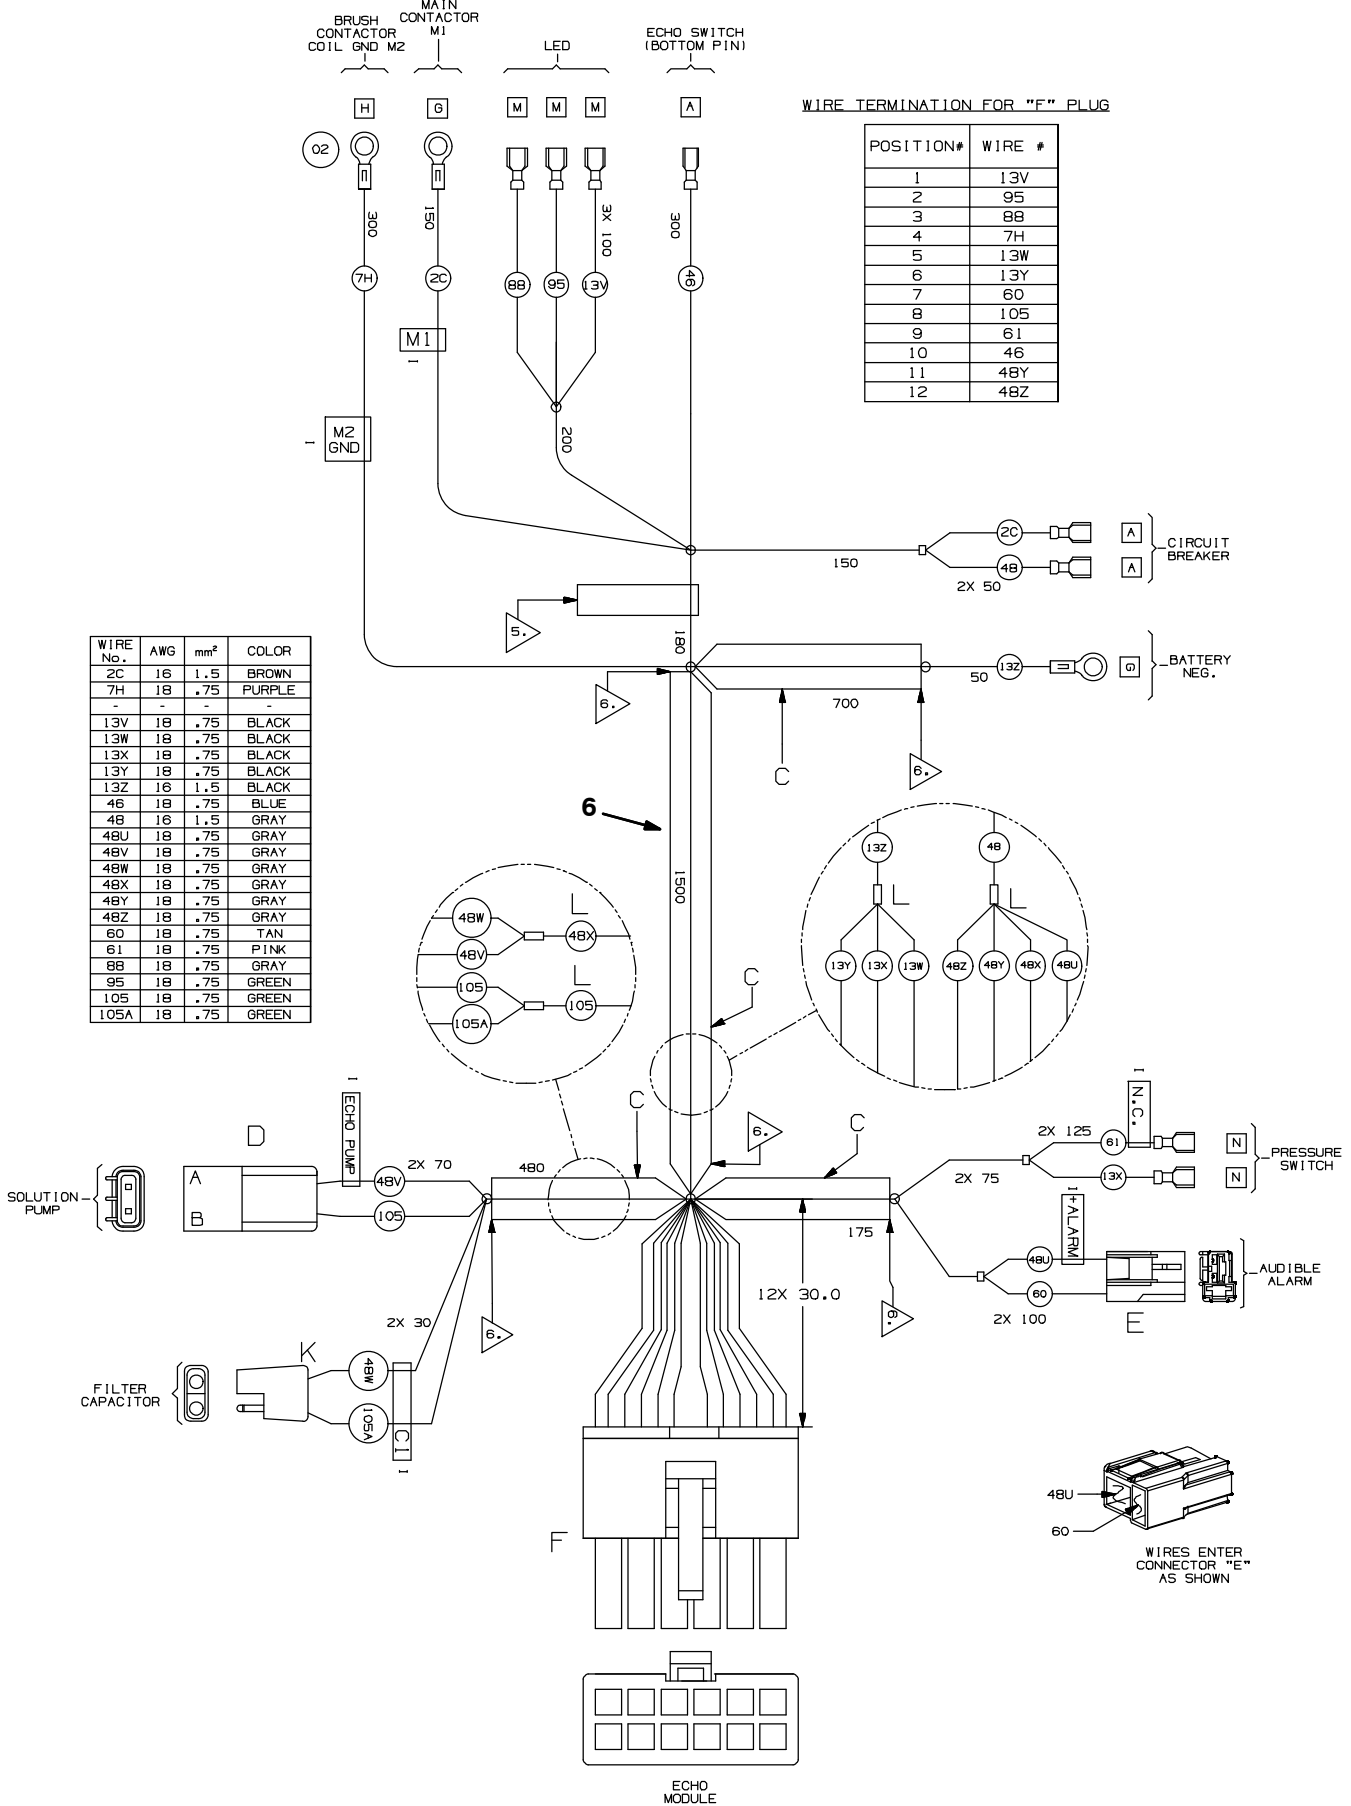 BRUSH
CONTACTOR
COIL GND M2
MAIN
CONTACTOR
M1
LED
ECHO SWITCH
(BOTTOM PIN)
H
G
M
M
M
A
02
300
150
3X 100
300
7H
2C
88
95
13V
46
M1
I
M2
GND
I
200
WIRE TERMINATION FOR "F" PLUG
POSITION# WIRE #
1 13V
2 95
3 88
4 7H
5 13W
6 13Y
7 60
8 105
9 61
10 46
11 48Y
12 48Z
150
2C
48
2X 50
A
A
CIRCUIT
BREAKER
5.
180
6.
700
C
6.
50
13Z
G
BATTERY
NEG.
WIRE No. AWG mm² COLOR
2C 16 1.5 BROWN
7H 18 .75 PURPLE
- - - -
13V 18 .75 BLACK
13W 18 .75 BLACK
13X 18 .75 BLACK
13Y 18 .75 BLACK
13Z 16 1.5 BLACK
46 18 .75 BLUE
48 16 1.5 GRAY
48U 18 .75 GRAY
48V 18 .75 GRAY
48W 18 .75 GRAY
48X 18 .75 GRAY
48Y 18 .75 GRAY
48Z 18 .75 GRAY
60 18 .75 TAN
61 18 .75 PINK
88 18 .75 GRAY
95 18 .75 GREEN
105 18 .75 GREEN
105A 18 .75 GREEN
6
1500
48W
48V
L
48X
105
105A
L
105
13Z
48
L
L
13Y
13X
13W
48Z
48Y
48X
48U
C
C
6.
C
D
I
ECHO PUMP
SOLUTION
PUMP
A
B
48V
105
2X 70
480
6.
2X 30
K
48W
105A
C1
I
FILTER
CAPACITOR
175
12X 30.0
6.
2X 75
2X 125
61
13X
I
N.C.
N
N
PRESSURE
SWITCH
I
+ALARM
48U
60
2X 100
E
AUDIBLE
ALARM
F
48U
60
WIRES ENTER
CONNECTOR "E"
AS SHOWN
ECHO
MODULE